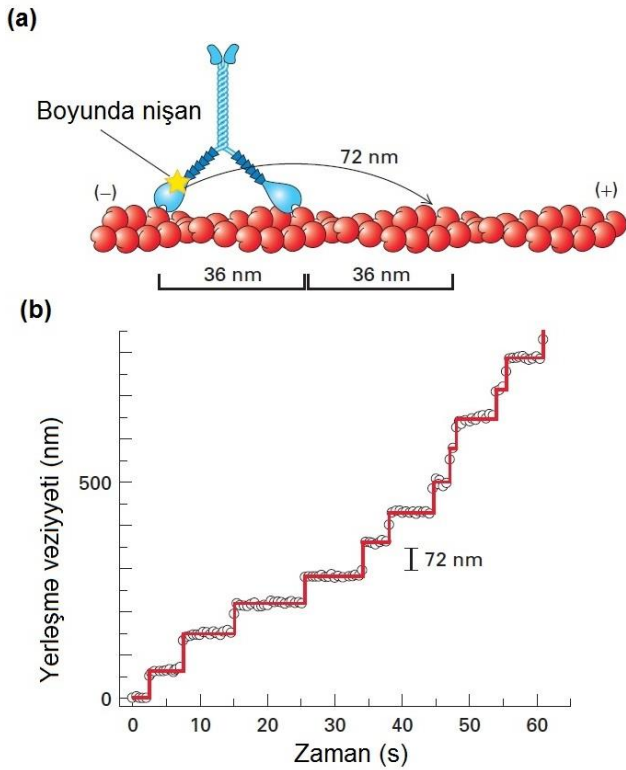 (a)
Boyunda nişan
72 nm
(–)
(+)
36 nm
36 nm
(b)
Yerləşmə vəziyyəti (nm)
500
0
72 nm
0
10
20
30
40
50
60
Zaman (s)